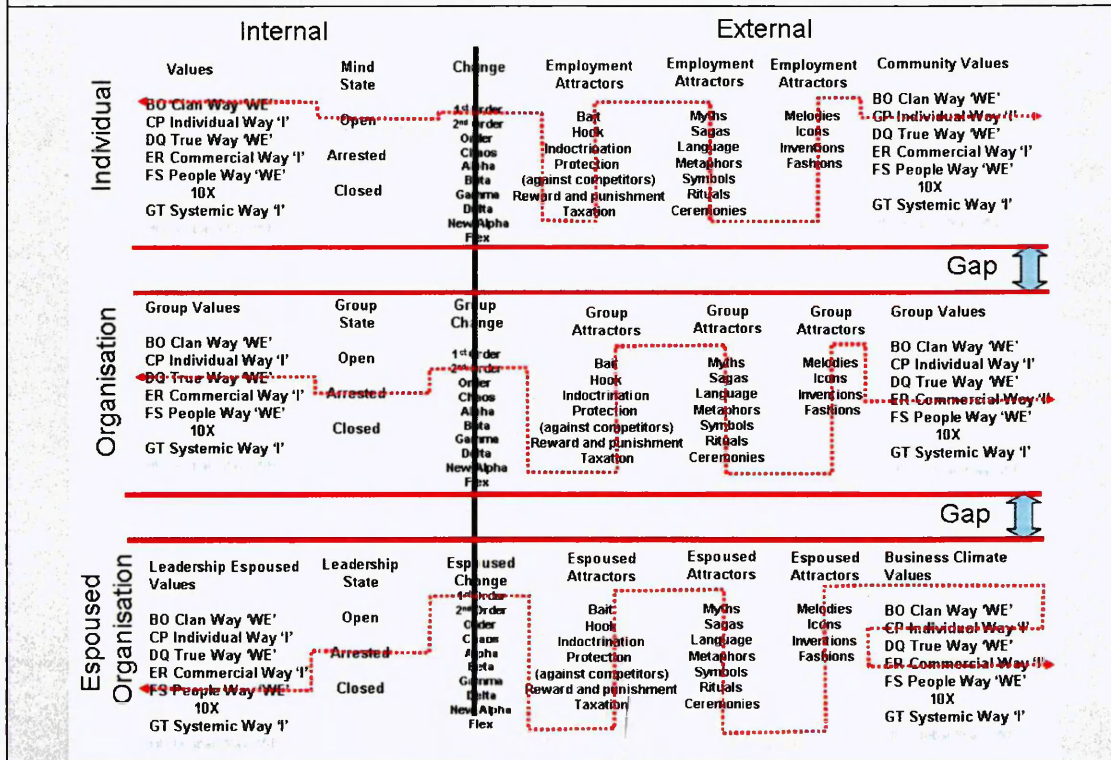 Internal
External
Individual
Values
BO Clan Way 'WE'
CP Individual Way 'I'
DQ True Way 'WE'
ER Commercial Way 'I'
FS People Way 'WE'
10X
GT Systemic Way 'I'
Mind
State
Open
Arrested
Closed
Change
1st Order
2nd Order
Order
Chaos
Alpha
Beta
Gamma
Delta
New Alpha
Flex
Employment
Attractors
Bait
Hook
Indoctrination
Protection
(against competitors)
Reward and punishment
Taxation
Employment
Attractors
Myths
Sagas
Language
Metaphors
Symbols
Rituals
Ceremonies
Employment
Attractors
Melodies
Icons
Inventions
Fashions
Community Values
BO Clan Way 'WE'
CP Individual Way 'I'
DQ True Way 'WE'
ER Commercial Way 'I'
FS People Way 'WE'
10X
GT Systemic Way 'I'
Gap
Organisation
Group Values
BO Clan Way 'WE'
CP Individual Way 'I'
DQ True Way 'WE'
ER Commercial Way 'I'
FS People Way 'WE'
10X
GT Systemic Way 'I'
Group
State
Open
Arrested
Closed
Group
Change
1st Order
2nd Order
Order
Chaos
Alpha
Beta
Gamma
Delta
New Alpha
Flex
Group
Attractors
Bait
Hook
Indoctrination
Protection
(against competitors)
Reward and punishment
Taxation
Group
Attractors
Myths
Sagas
Language
Metaphors
Symbols
Rituals
Ceremonies
Group
Attractors
Melodies
Icons
Inventions
Fashions
Group Values
BO Clan Way 'WE'
CP Individual Way 'I'
DQ True Way 'WE'
ER Commercial Way 'I'
FS People Way 'WE'
10X
GT Systemic Way 'I'
Gap
Espoused
Organisation
Leadership Espoused
Values
BO Clan Way 'WE'
CP Individual Way 'I'
DQ True Way 'WE'
ER Commercial Way 'I'
FS People Way 'WE'
10X
GT Systemic Way 'I'
Leadership
State
Open
Arrested
Closed
Espoused
Change
1st Order
2nd Order
Order
Chaos
Alpha
Beta
Gamma
Delta
New Alpha
Flex
Espoused
Attractors
Bait
Hook
Indoctrination
Protection
(against competitors)
Reward and punishment
Taxation
Espoused
Attractors
Myths
Sagas
Language
Metaphors
Symbols
Rituals
Ceremonies
Espoused
Attractors
Melodies
Icons
Inventions
Fashions
Business Climate
Values
BO Clan Way 'WE'
CP Individual Way 'I'
DQ True Way 'WE'
ER Commercial Way 'I'
FS People Way 'WE'
10X
GT Systemic Way 'I'